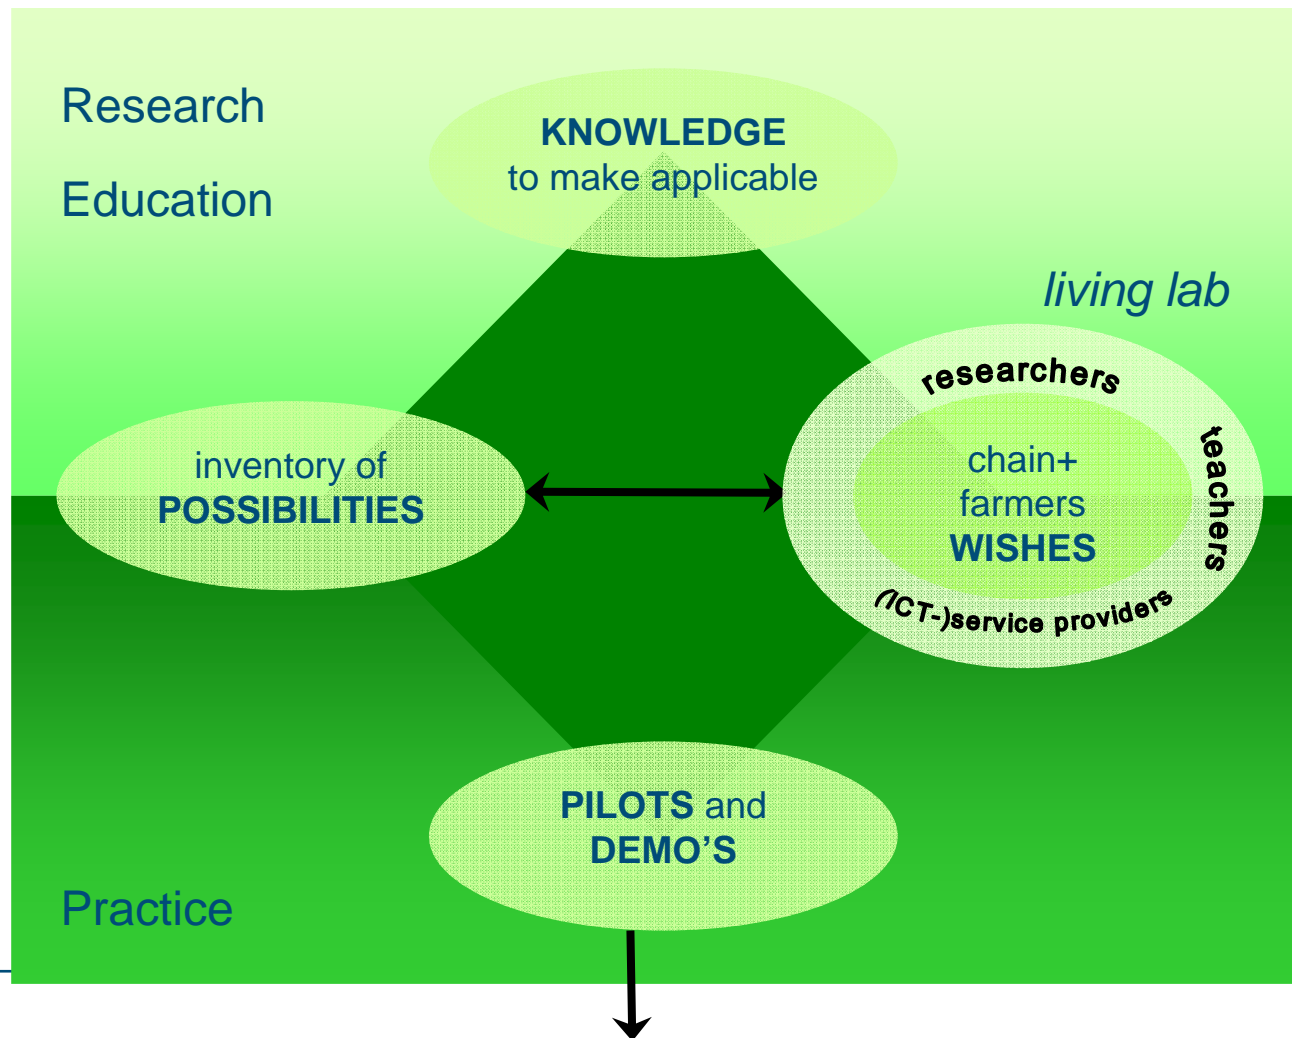 Research
Education
KNOWLEDGE
to make applicable
living lab
researchers
teachers
(ICT-)service providers
chain+
farmers
WISHES
inventory of
POSSIBILITIES
PILOTS and
DEMO'S
Practice